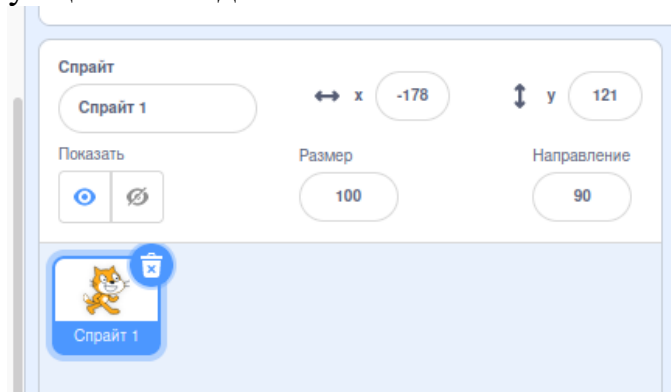 Спрайт
Спрайт 1
x -178
y 121
Показать
Размер
Направление
100
90
Спрайт 1